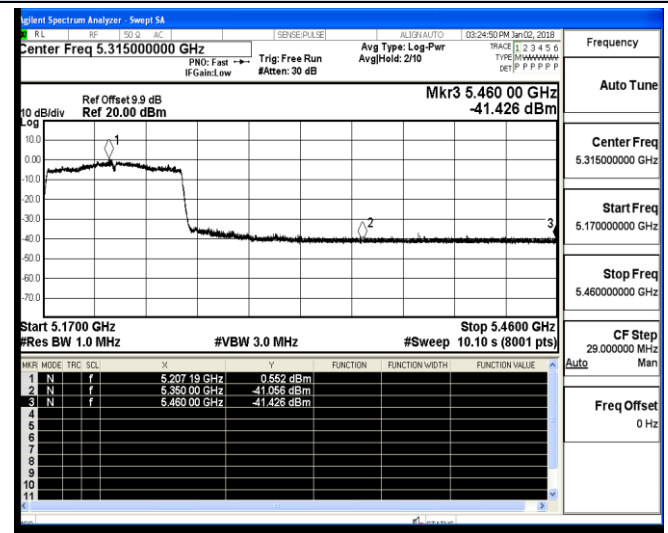 Agilent Spectrum Analyzer - Swept SA
RL RF 50 Ω AC SENSE:PULSE ALIGN AUTO 03:24:50 PM Jan 02, 2018
Center Freq 5.315000000 GHz
PNO: Fast Trig: Free Run
IFGain:Low #Atten: 30 dB
Avg Type: Log-Pwr
Avg|Hold: 2/10
TRACE 1 2 3 4 5 6
TYPE M WWWWW
DET P P P P P P
Mkr3 5.460 00 GHz
-41.426 dBm
Ref Offset 9.9 dB
10 dB/div Ref 20.00 dBm
Log
10.0
0.00
-10.0
-20.0
-30.0
-40.0
-50.0
-60.0
-70.0
1
2
3
Start 5.1700 GHz Stop 5.4600 GHz
#Res BW 1.0 MHz #VBW 3.0 MHz #Sweep 10.10 s (8001 pts)
MKR MODE TRC SCL X Y FUNCTION FUNCTION WIDTH FUNCTION VALUE
1 N f 5.207 19 GHz 0.552 dBm
2 N f 5.350 00 GHz -41.056 dBm
3 N f 5.460 00 GHz -41.426 dBm
4
5
6
7
8
9
10
11
Frequency
Auto Tune
Center Freq
5.315000000 GHz
Start Freq
5.170000000 GHz
Stop Freq
5.460000000 GHz
CF Step
29.000000 MHz
Auto Man
Freq Offset
0 Hz